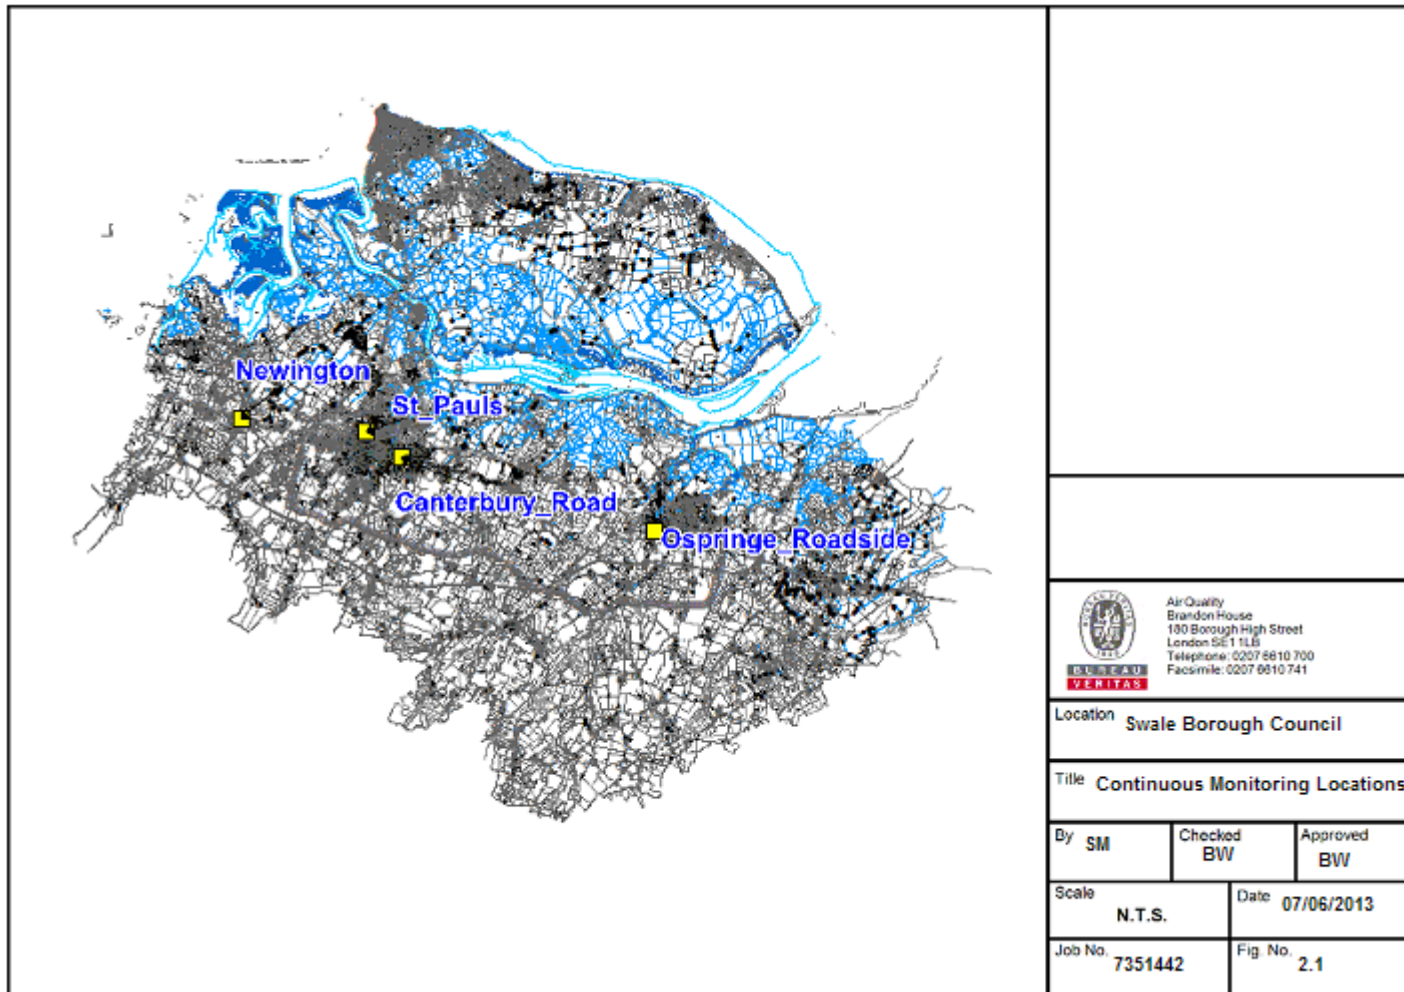 Newington
St_Pauls
Canterbury_Road
Ospringe_Roadside
BUREAU
VERITAS
Air Quality
Brandon House
180 Borough High Street
London SE1 1LB
Telephone: 0207 6610 700
Facsimile: 0207 6610 741
Location Swale Borough Council
Title Continuous Monitoring Locations
By SM Checked BW Approved BW
Scale N.T.S. Date 07/06/2013
Job No. 7351442 Fig. No. 2.1